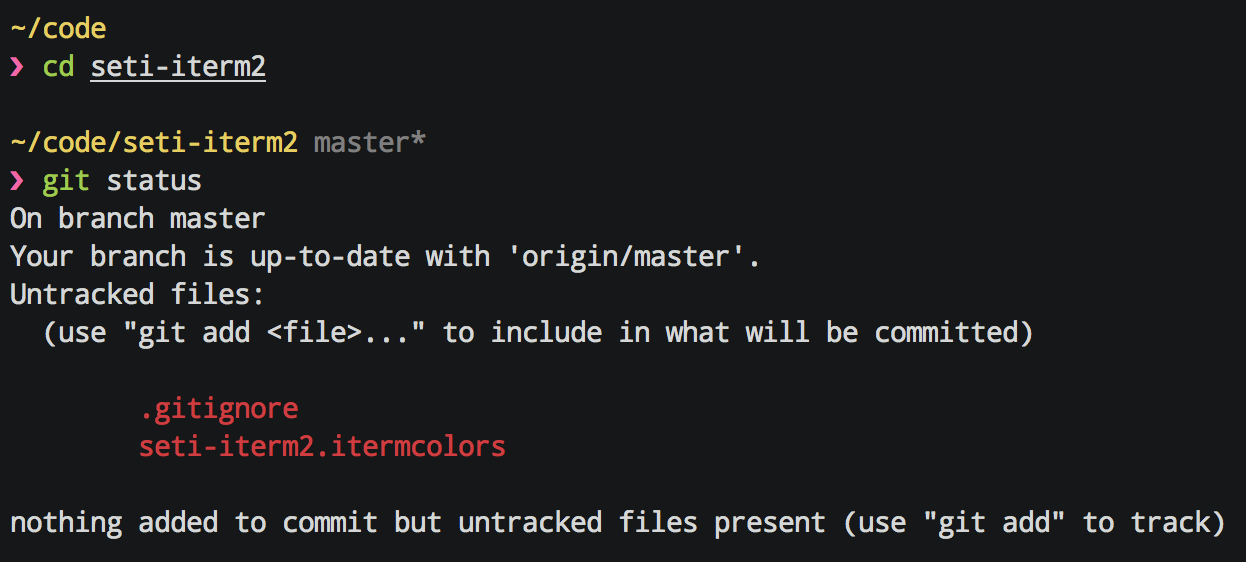 ~/code
❯ cd seti-iterm2
~/code/seti-iterm2 master*
❯ git status
On branch master
Your branch is up-to-date with 'origin/master'.
Untracked files:
  (use "git add <file>..." to include in what will be committed)
        .gitignore
        seti-iterm2.itermcolors
nothing added to commit but untracked files present (use "git add" to track)